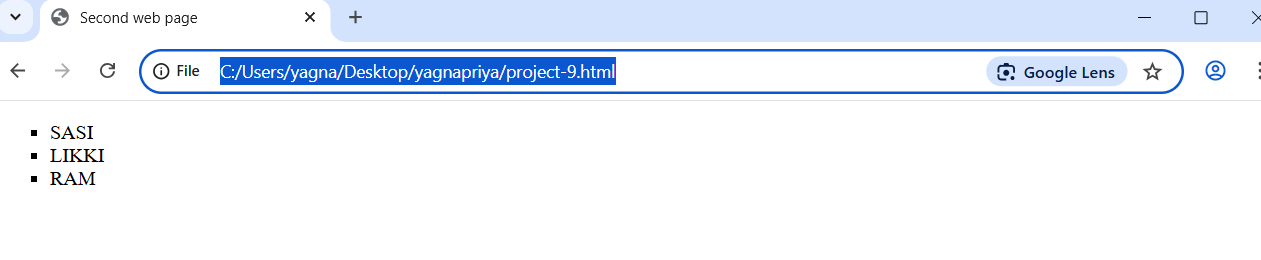 Second web page
File C:/Users/yagna/Desktop/yagnapriya/project-9.html Google Lens
SASI
LIKKI
RAM